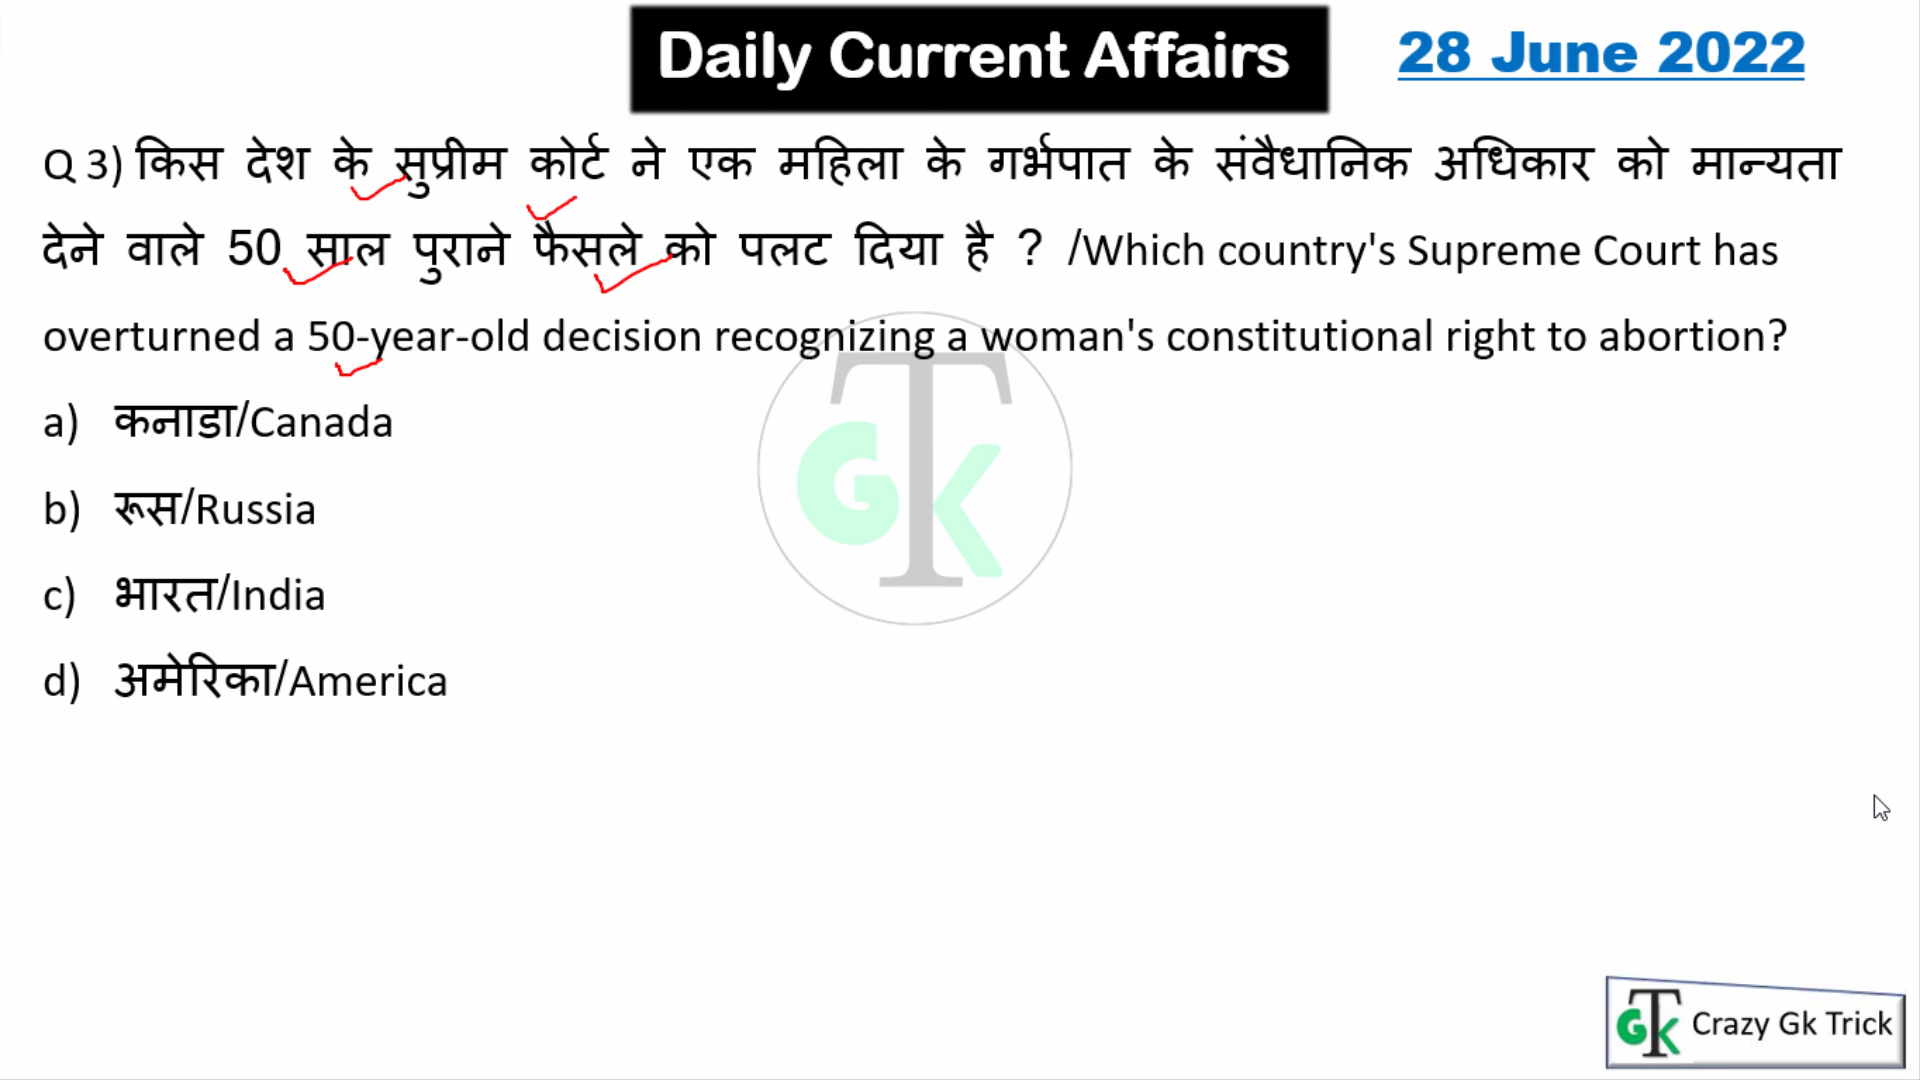 Daily Current Affairs
28 June 2022
Q 3) किस देश के सुप्रीम कोर्ट ने एक महिला के गर्भपात के संवैधानिक अधिकार को मान्यता
देने वाले 50 साल पुराने फैसले को पलट दिया है ? /Which country's Supreme Court has
overturned a 50-year-old decision recognizing a woman's constitutional right to abortion?
a) कनाडा/Canada
b) रूस/Russia
c) भारत/India
d) अमेरिका/America
GTK
GTK Crazy Gk Trick